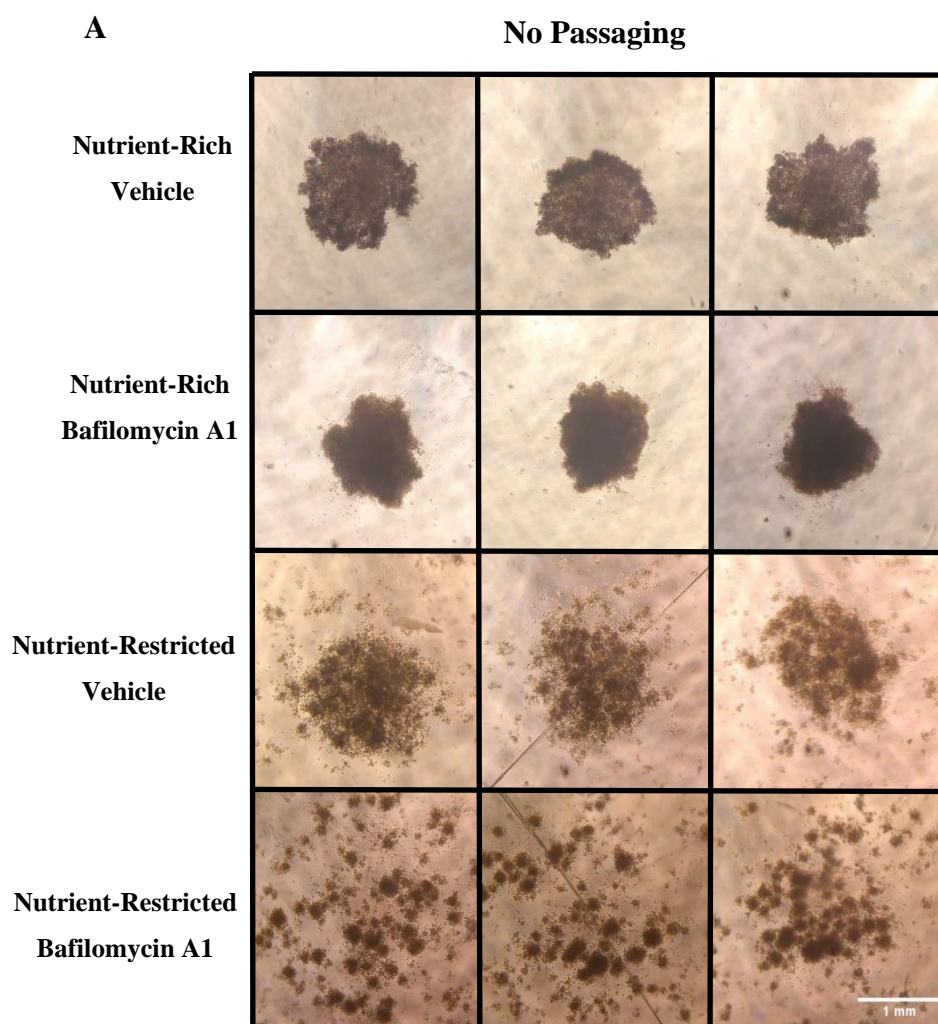 A
No Passaging
Nutrient-Rich
Vehicle
Nutrient-Rich
Bafilomycin A1
Nutrient-Restricted
Vehicle
Nutrient-Restricted
Bafilomycin A1
1 mm